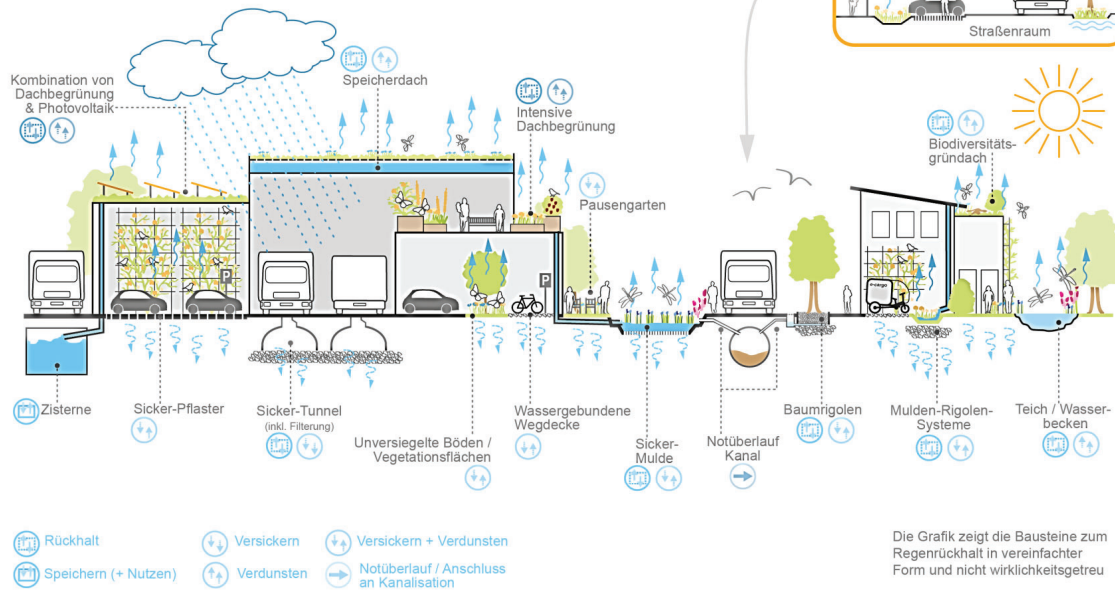 Straßenraum
Kombination von
Dachbegrünung
& Photovoltaik
Speicherdach
Intensive
Dachbegrünung
Pausengarten
Biodiversitäts-
gründach
P
P
e-cargo
Zisterne
Sicker-Pflaster
Sicker-Tunnel
(inkl. Filterung)
Unversiegelte Böden /
Vegetationsflächen
Wassergebundene
Wegdecke
Sicker-
Mulde
Notüberlauf
Kanal
Baumrigolen
Mulden-Rigolen-
Systeme
Teich / Wasser-
becken
Rückhalt
Versickern
Versickern + Verdunsten
Speichern (+ Nutzen)
Verdunsten
Notüberlauf / Anschluss
an Kanalisation
Die Grafik zeigt die Bausteine zum
Regenrückhalt in vereinfachter
Form und nicht wirklichkeitsgetreu